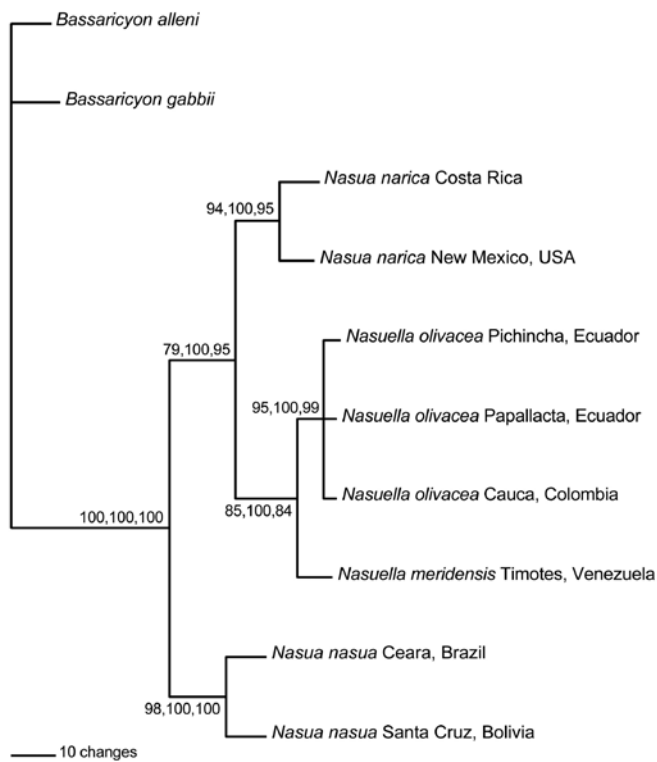 Bassaricyon alleni
Bassaricyon gabbii
Nasua narica Costa Rica
94,100,95
Nasua narica New Mexico, USA
Nasuella olivacea Pichincha, Ecuador
79,100,95
95,100,99
Nasuella olivacea Papallacta, Ecuador
Nasuella olivacea Cauca, Colombia
85,100,84
100,100,100
Nasuella meridensis Timotes, Venezuela
Nasua nasua Ceara, Brazil
98,100,100
Nasua nasua Santa Cruz, Bolivia
10 changes